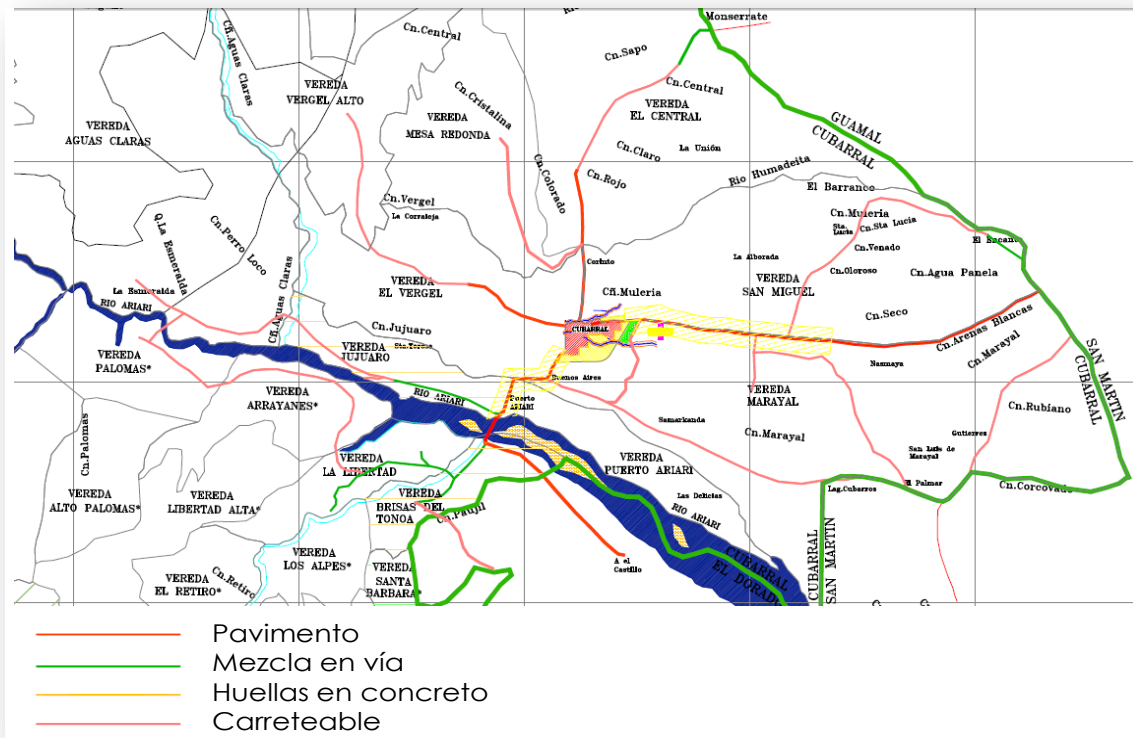 Monserrate
Cn.Central
Cñ.Aguas Claras
Cn.Sapo
Cn.Central
VEREDA
VERGEL ALTO
Cn.Cristalina
VEREDA
EL CENTRAL
VEREDA
MESA REDONDA
VEREDA
AGUAS CLARAS
GUAMAL
CUBARRAL
Cn.Claro
La Unión
Cn.Colorado
Cn.Rojo
Rio Humadeita
El Barranco
Cn.Vergel
La Corraleja
Q.La Esmeralda
Cn.Perro Loco
Cn.Muleria
Sta.
Lucia
Cn.Sta Lucia
Cn.Venado
Cñ.Aguas Claras
Corinto
La Alborada
Cn.Oloroso
Cn.Agua Panela
VEREDA
SAN MIGUEL
VEREDA
EL VERGEL
La Esmeralda
RIO ARIARI
Cñ.Muleria
Cn.Seco
Cn.Jujuaro
CUBARRAL
Cn.Arenas Blancas
VEREDA
JUJUARO
VEREDA
PALOMAS*
Cn.Marayal
SAN MARTIN
CUBARRAL
Buenos Aires
VEREDA
ARRAYANES*
RIO ARIARI
Puerto
ARIARI
VEREDA
MARAYAL
Cn.Rubiano
Cn.Palomas
Samarkanda
Cn.Marayal
Gutierres
San Luis de
Marayal
VEREDA
LA LIBERTAD
VEREDA
PUERTO ARIARI
El Palmar
Lag.Cubarros
Cn.Corcovado
VEREDA
ALTO PALOMAS*
VEREDA
LIBERTAD ALTA*
VEREDA
BRISAS DEL
TONOA
Cn.Paujil
Las Delicias
RIO ARIARI
VEREDA
LOS ALPES*
A el
Castillo
CUBARRAL
EL DORADO
CUBARRAL
SAN MARTIN
VEREDA
EL RETIRO*
Cn.Retiro
VEREDA
SANTA
BARBARA*
Pavimento
Mezcla en vía
Huellas en concreto
Carreteable